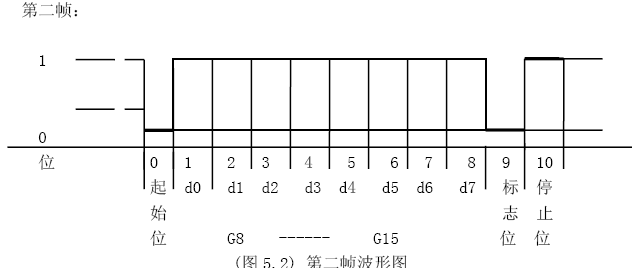 第二帧：
1
0
位 0 1 2 3 4 5 6 7 8 9 10
起始位 d0 d1 d2 d3 d4 d5 d6 d7 标志位 停止位
G8 ------ G15
(图 5.2) 第二帧波形图